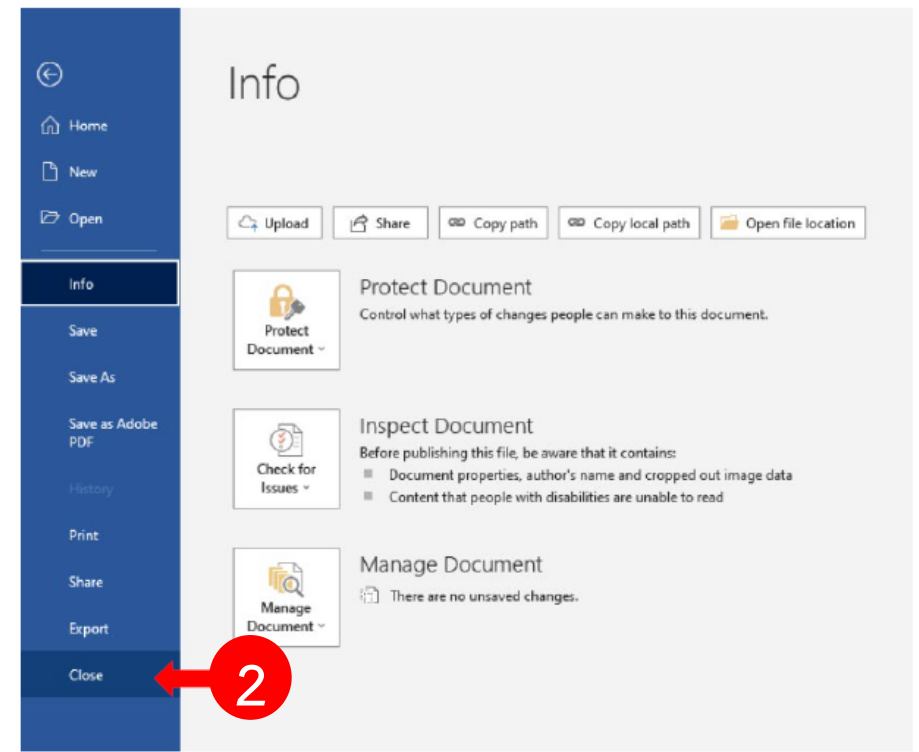 Info
Home
New
Open
Upload
Share
Copy path
Copy local path
Open file location
Info
Save
Save As
Save as Adobe
PDF
History
Print
Share
Export
Close
2
Protect
Document
Protect Document
Control what types of changes people can make to this document.
Check for
Issues
Inspect Document
Before publishing this file, be aware that it contains:
Document properties, author's name and cropped out image data
Content that people with disabilities are unable to read
Manage
Document
Manage Document
There are no unsaved changes.